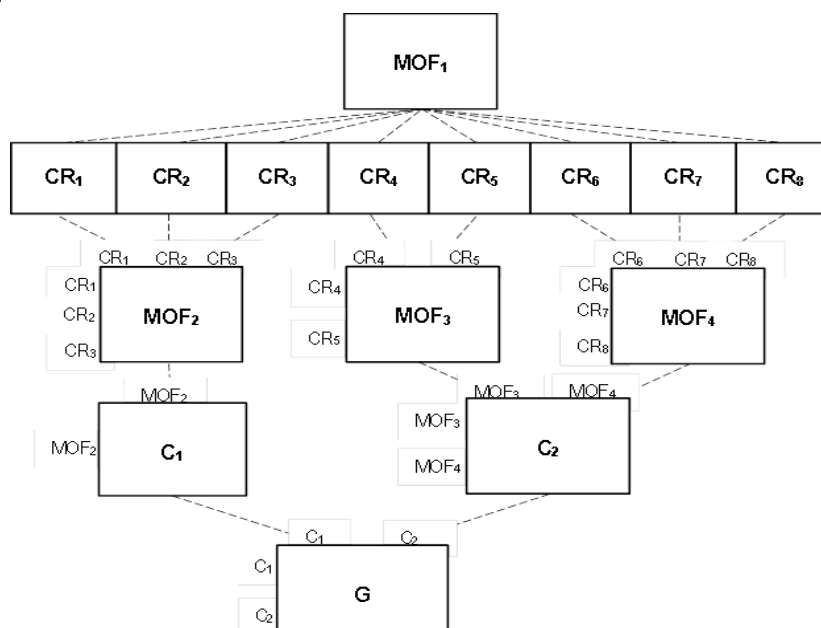 MOF₁
CR₁ CR₂ CR₃ CR₄ CR₅ CR₆ CR₇ CR₈
CR₁ CR₂ CR₃ CR₄ CR₅ CR₆ CR₇ CR₈
CR₁ CR₄ CR₆
CR₂ MOF₂ MOF₃ CR₇ MOF₄
CR₃ CR₅ CR₈
MOF₂ MOF₃ MOF₄
MOF₃
MOF₂ C₁ C₂
MOF₄
C₁ C₂
C₁
G
C₂